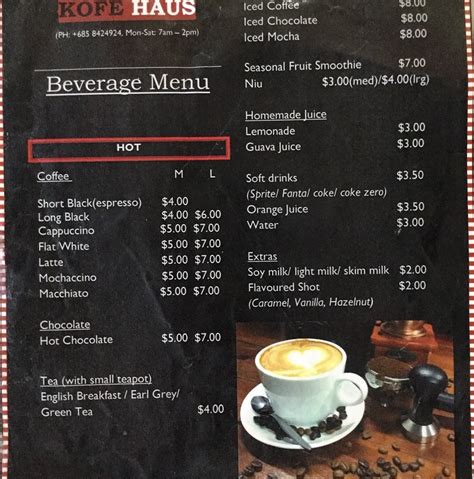 KOFE HAUS
(PH: +685 8424924, Mon-Sat: 7am – 2pm)
Beverage Menu
HOT
Coffee M L
Short Black(espresso) $4.00
Long Black $4.00 $6.00
Cappuccino $5.00 $7.00
Flat White $5.00 $7.00
Latte $5.00 $7.00
Mochaccino $5.00 $7.00
Macchiato $5.00 $7.00
Chocolate
Hot Chocolate $5.00 $7.00
Tea (with small teapot)
English Breakfast / Earl Grey/
Green Tea $4.00
Iced Coffee $8.00
Iced Chocolate $8.00
Iced Mocha $8.00
Seasonal Fruit Smoothie $7.00
Niu $3.00(med)/$4.00(lrg)
Homemade Juice
Lemonade $3.00
Guava Juice $3.00
Soft drinks $3.50
(Sprite/ Fanta/ coke/ coke zero)
Orange Juice $3.50
Water $3.00
Extras
Soy milk/ light milk/ skim milk $2.00
Flavoured Shot $2.00
(Caramel, Vanilla, Hazelnut)